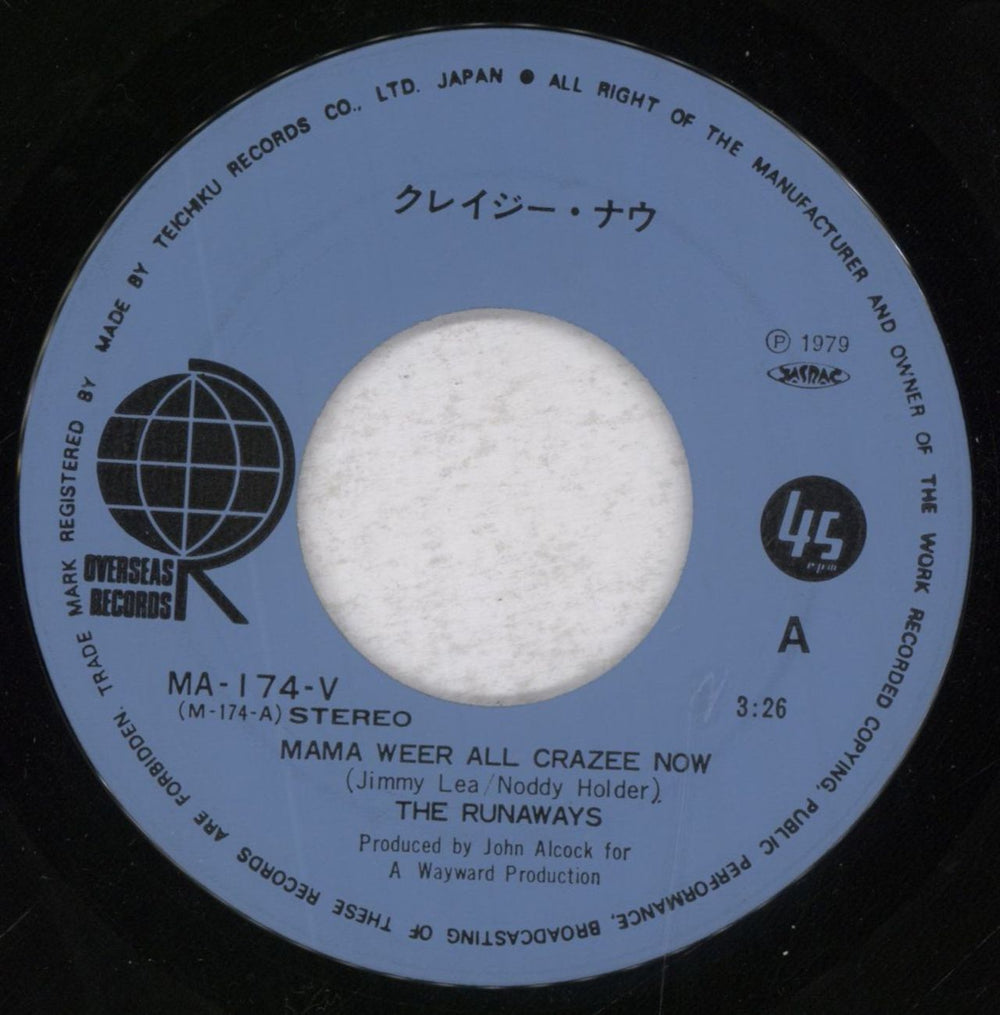 TRADE MARK REGISTERED BY MADE BY TEICHIKU RECORDS CO., LTD. JAPAN ● ALL RIGHT OF THE MANUFACTURER AND OWNER OF THE WORK RECORDED COPYING, PUBLIC PERFORMANCE, BROADCASTING OF THESE RECORDS ARE FORBIDDEN.
クレイジー・ナウ
Ⓟ 1979
JASRAC
OVERSEAS
RECORDS
R
45
rpm
A
MA-174-V
(M-174-A) STEREO
3:26
MAMA WEER ALL CRAZEE NOW
(Jimmy Lea/Noddy Holder)
THE RUNAWAYS
Produced by John Alcock for
A Wayward Production